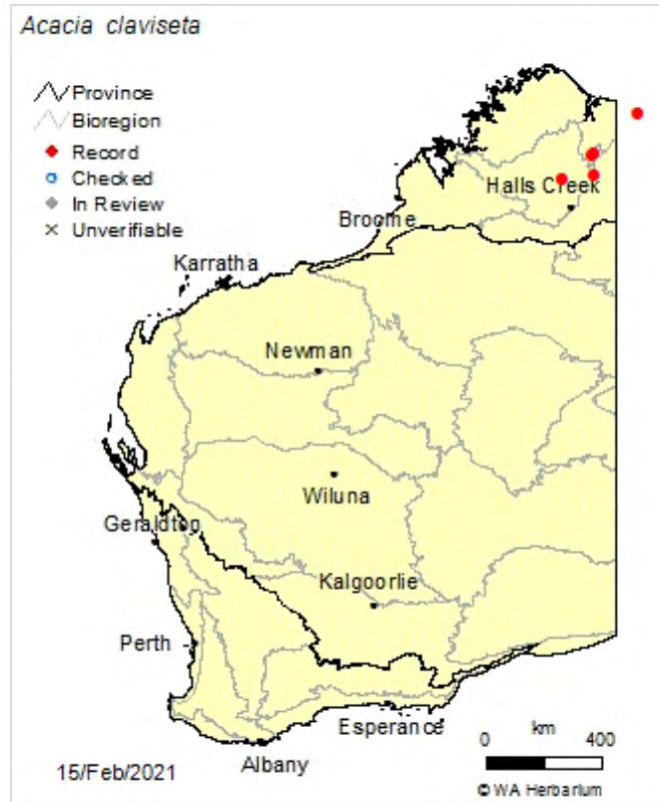 Acacia claviseta
Province
Bioregion
Record
Checked
In Review
Unverifiable
Halls Creek
Broome
Karratha
Newman
Wiluna
Geraldton
Kalgoorlie
Perth
Esperance
Albany
km
0 400
15/Feb/2021
© WA Herbarium